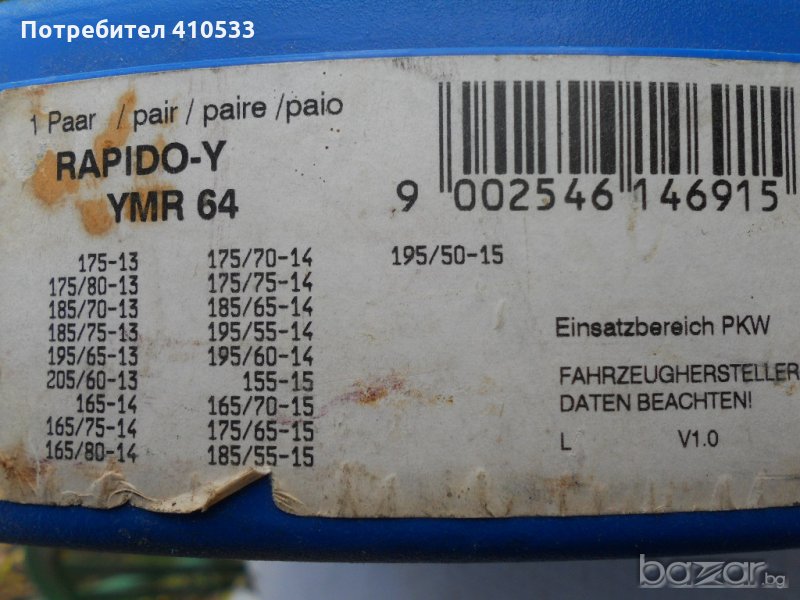 Потребител 410533
1 Paar / pair / paire /paio
RAPIDO-Y
YMR 64
9 002546 146915
175-13
175/80-13
185/70-13
185/75-13
195/65-13
205/60-13
165-14
165/75-14
165/80-14
175/70-14
175/75-14
185/65-14
195/55-14
195/60-14
155-15
165/70-15
175/65-15
185/55-15
195/50-15
Einsatzbereich PKW
FAHRZEUGHERSTELLER
DATEN BEACHTEN!
L V1.0
bazar.bg